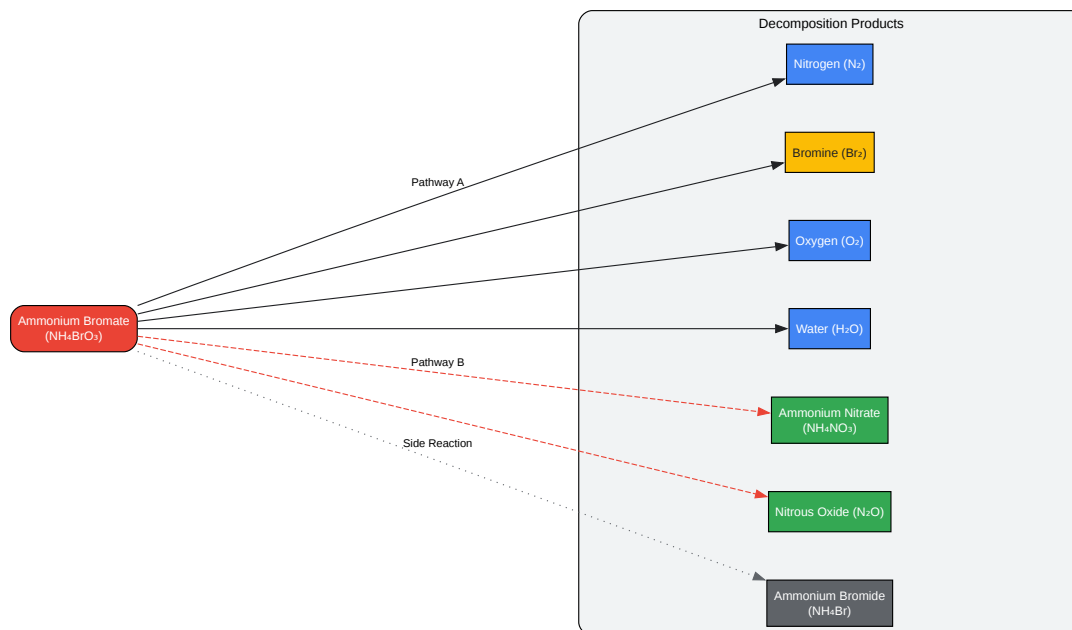 Decomposition Products
Nitrogen (N₂)
Bromine (Br₂)
Pathway A
Oxygen (O₂)
Ammonium Bromate
(NH₄BrO₃)
Water (H₂O)
Pathway B
Ammonium Nitrate
(NH₄NO₃)
Side Reaction
Nitrous Oxide (N₂O)
Ammonium Bromide
(NH₄Br)